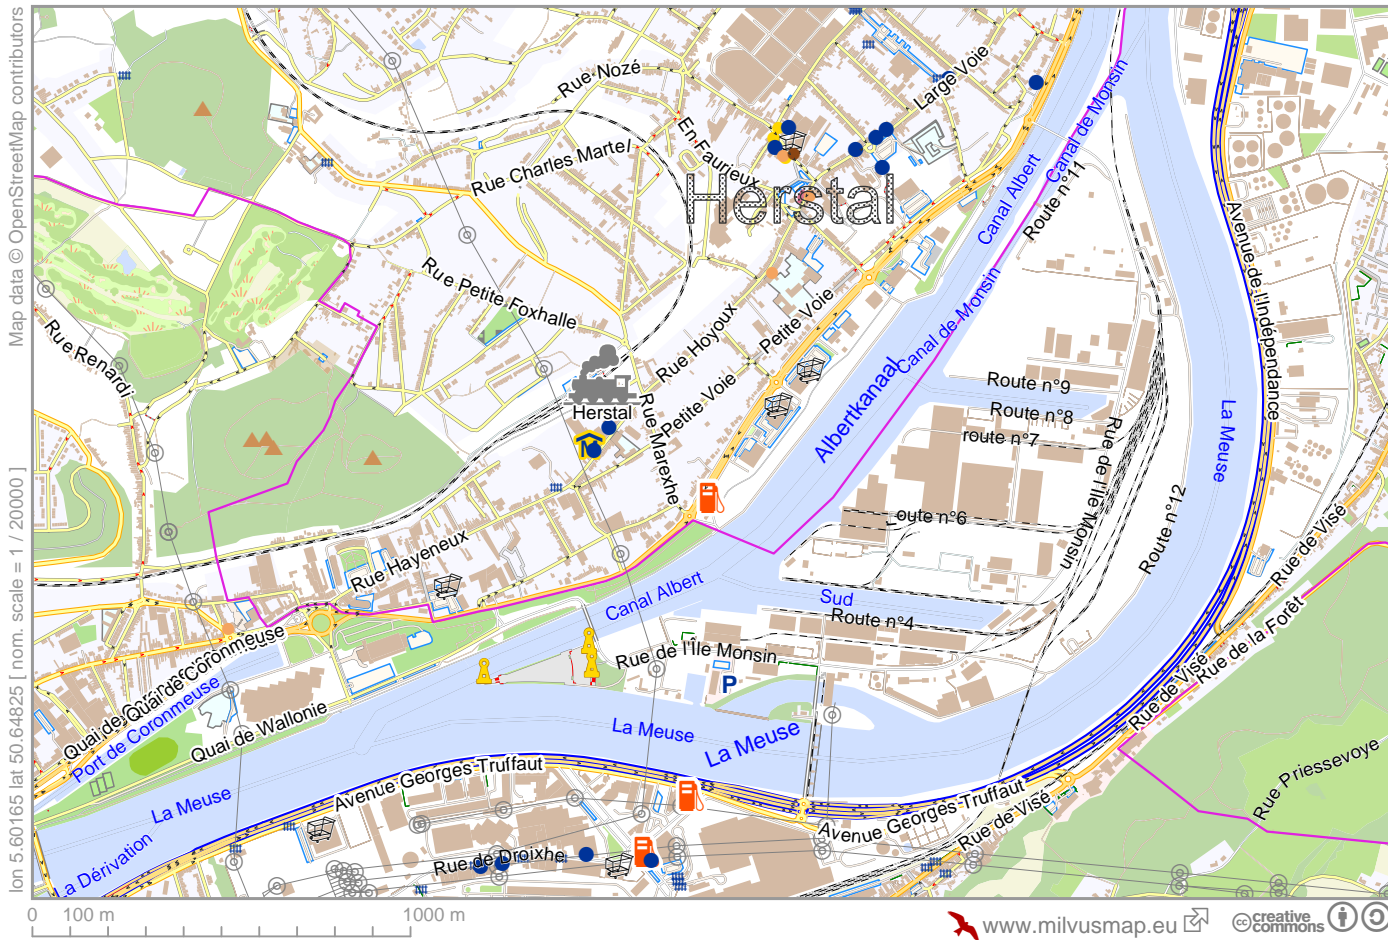 Map data © OpenStreetMap contributors
lon 5.60165 lat 50.64825 [ nom. scale = 1 / 20000 ]
Rue Nozé
Large Voie
Canal de Monsin
En Faurieux
Rue Charles Martel
Herstal
Canal Albert
Route n°11
Avenue de l'Indépendance
Rue Petite Foxhalle
Canal de Monsin
Rue Renardi
Rue Hoyoux
Petite Voie
Albertkanaal
Route n°9
Herstal
Petite Voie
Route n°8
route n°7
La Meuse
Rue Marexhe
Rue de l'Île Monsin
Route n°12
oute n°6
Rue de Visé
Rue Hayeneux
Canal Albert
Sud
Route n°4
Rue de la Forêt
Quai de Coronmeuse
Quai de Coronmeuse
Port de Coronmeuse
Rue de l'Île Monsin
P
Rue de Visé
Quai de Wallonie
La Meuse
La Meuse
Rue Priessevoye
La Meuse
Avenue Georges-Truffaut
Avenue Georges-Truffaut
Rue de Visé
La Dérivation
Rue de Droixhe
0
100 m
1000 m
www.milvusmap.eu
cc creative commons